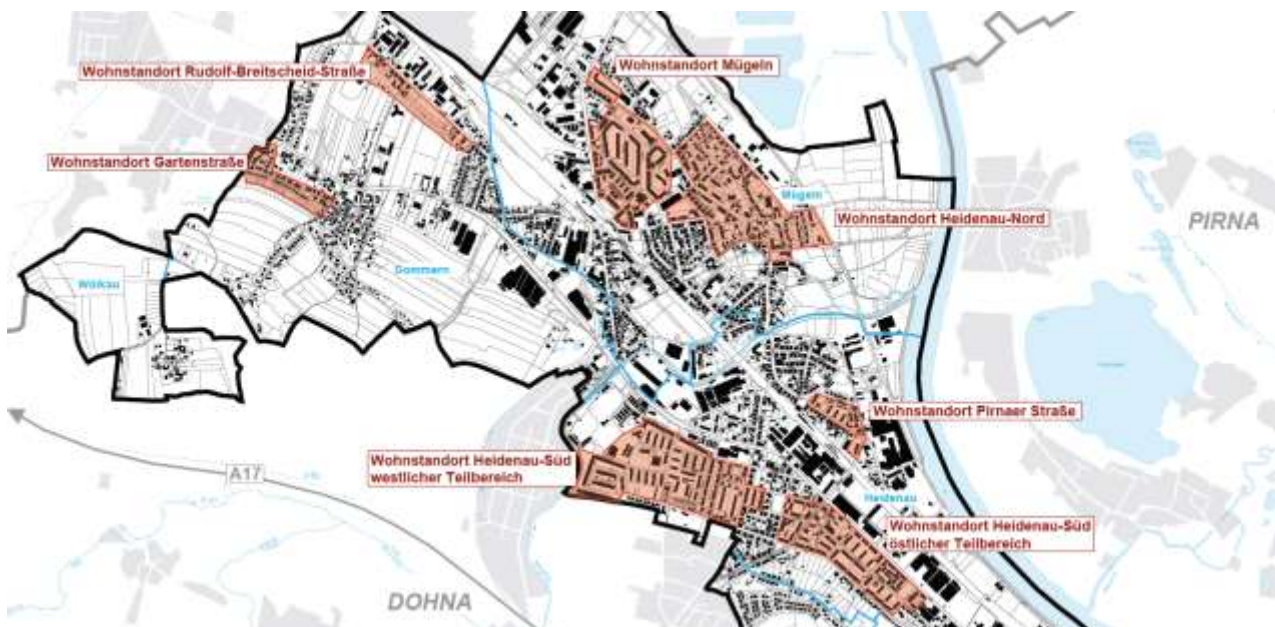 Wohnstandort Rudolf-Breitscheid-Straße
Wohnstandort Mügeln
Wohnstandort Gartenstraße
Mügeln
Wohnstandort Heidenau-Nord
PIRNA
Wölkau
Gommern
Wohnstandort Pirnaer Straße
Wohnstandort Heidenau-Süd
westlicher Teilbereich
A17
Heidenau
Wohnstandort Heidenau-Süd
östlicher Teilbereich
DOHNA